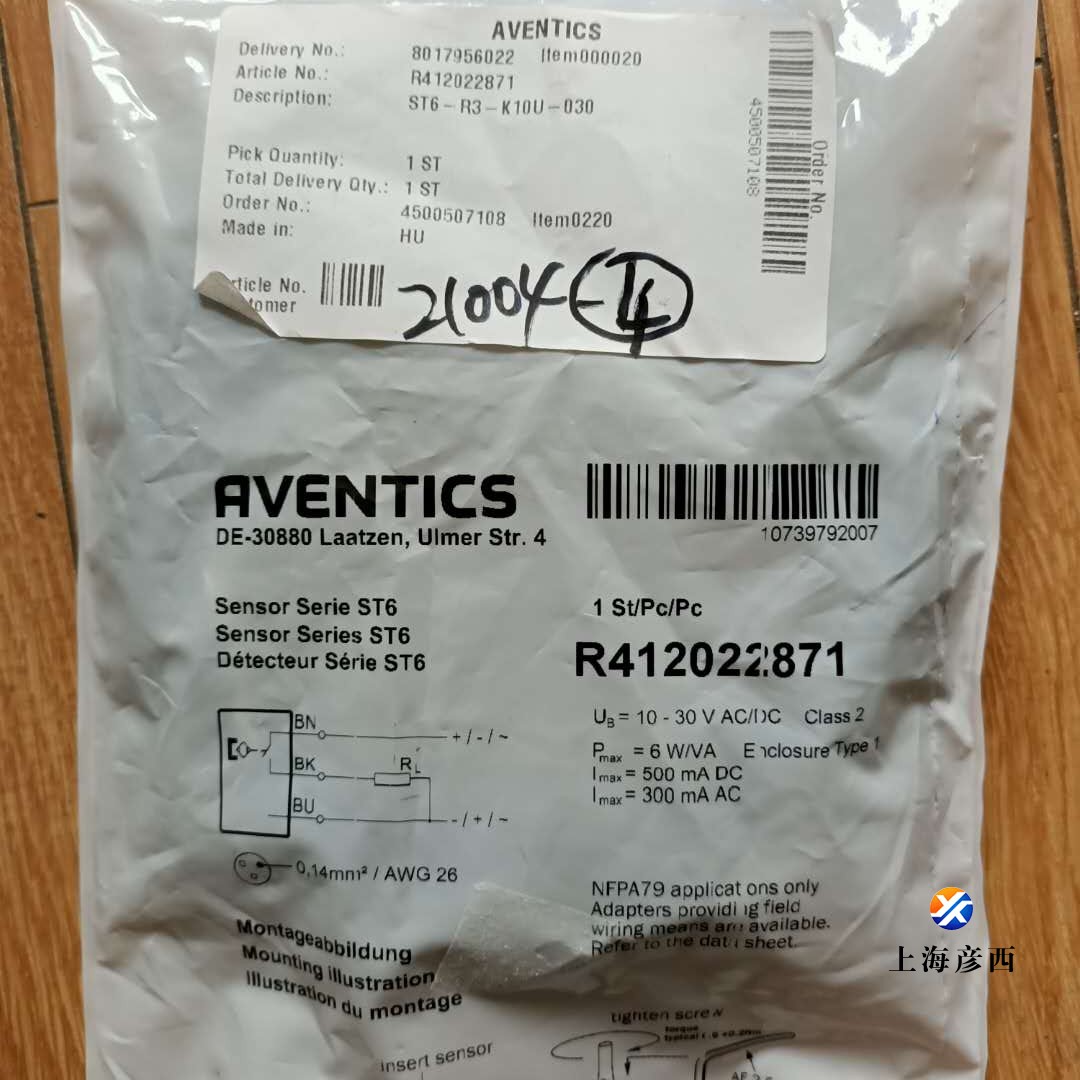 AVENTICS
Delivery No.: 8017956022 Item000020
Article No.: R412022871
Description: ST6-R3-K10U-030
Pick Quantity: 1 ST
Total Delivery Qty.: 1 ST
Order No.: 4500507108 Item0220
Made in: HU
Order No.
4500507108
rticle No.
tomer
21004
AVENTICS
DE-30880 Laatzen, Ulmer Str. 4
10739792007
Sensor Serie ST6
Sensor Series ST6
Détecteur Série ST6
1 St/Pc/Pc
R412022871
UB = 10 - 30 V AC/DC Class 2
Pmax = 6 W/VA Enclosure Type 1
Imax = 500 mA DC
Imax = 300 mA AC
BN
+ / - / ~
BK
RL
BU
- / + / ~
0,14mm² / AWG 26
NFPA79 applications only
Adapters providing field
wiring means are available.
Refer to the data sheet.
Montageabbildung
Mounting illustration
Illustration du montage
上海彦西
tighten screw
torque
insert sensor